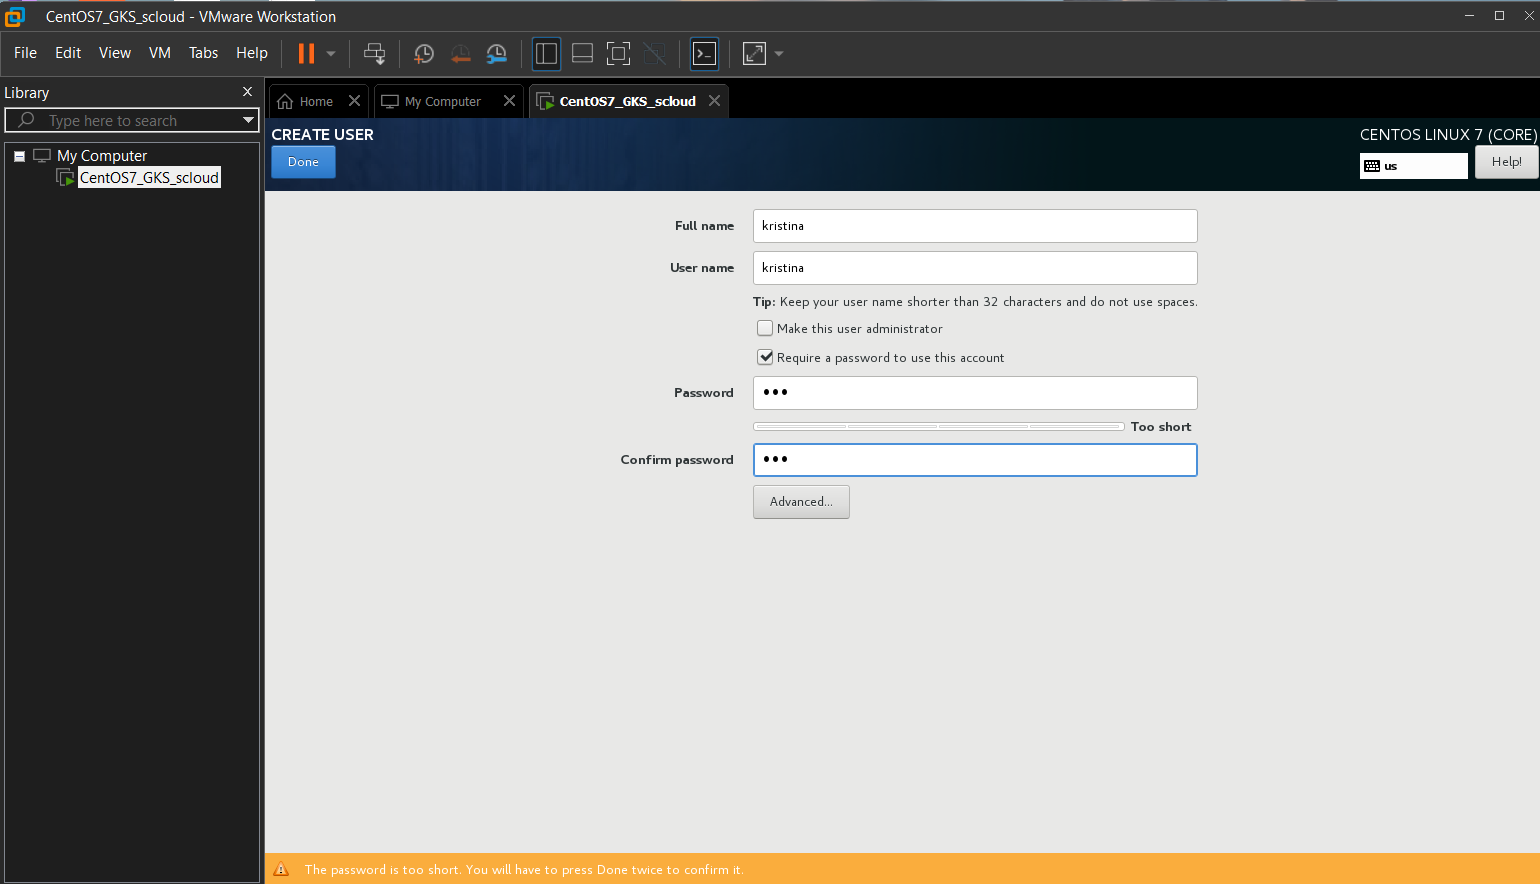 CentOS7_GKS_scloud - VMware Workstation
File Edit View VM Tabs Help
Library
Type here to search
My Computer
CentOS7_GKS_scloud
Home My Computer CentOS7_GKS_scloud
CREATE USER
CENTOS LINUX 7 (CORE)
Done
us
Help!
Full name kristina
User name kristina
Tip: Keep your user name shorter than 32 characters and do not use spaces.
Make this user administrator
Require a password to use this account
Password •••
Too short
Confirm password •••
Advanced...
The password is too short. You will have to press Done twice to confirm it.